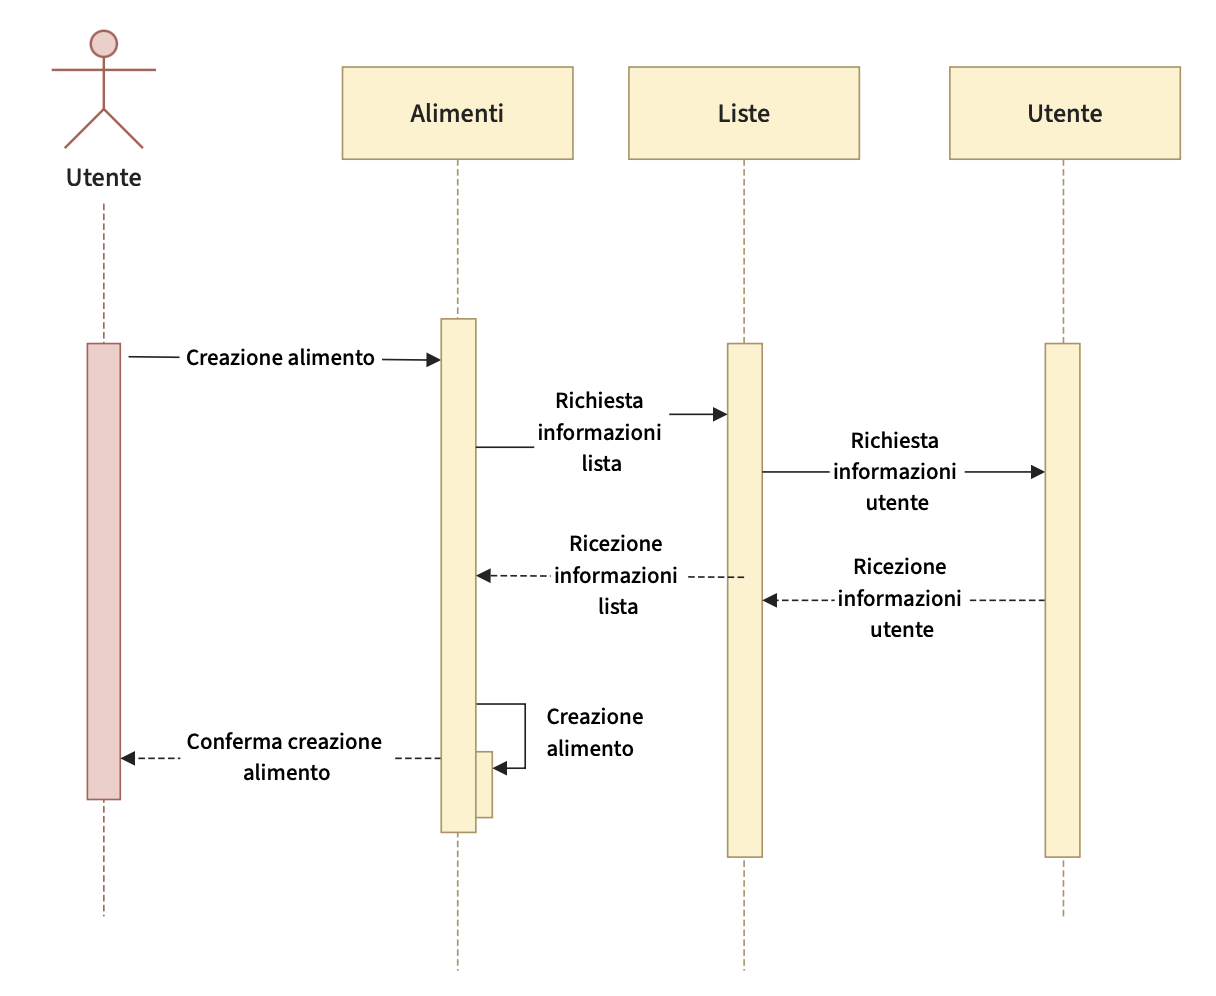 Utente
Alimenti
Liste
Utente
Creazione alimento
Richiesta
informazioni
lista
Richiesta
informazioni
utente
Ricezione
informazioni
lista
Ricezione
informazioni
utente
Creazione
alimento
Conferma creazione
alimento